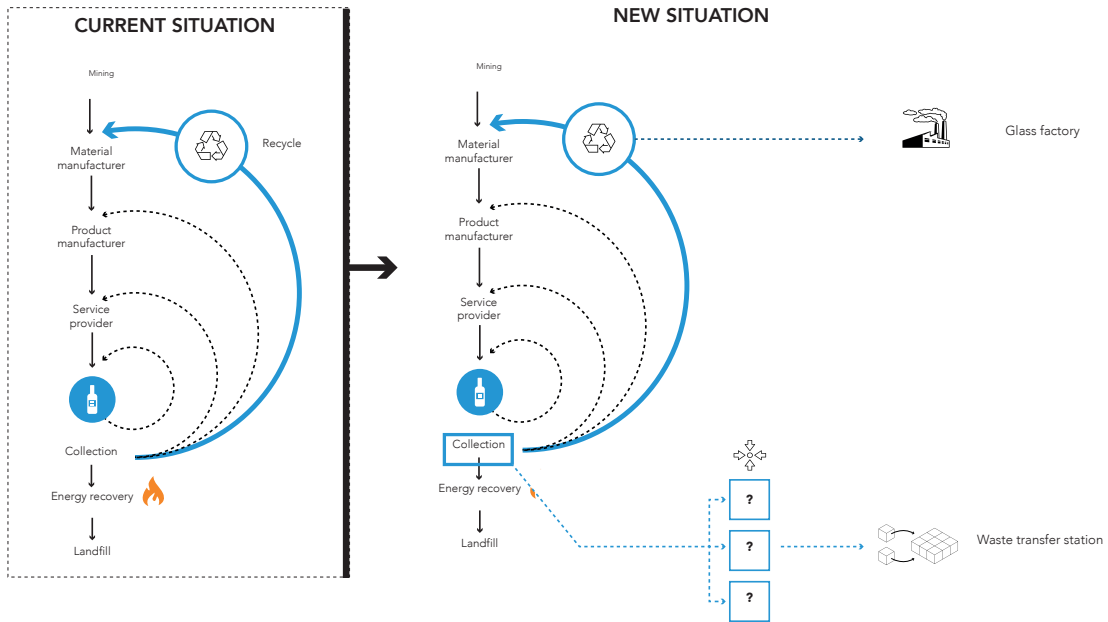 CURRENT SITUATION
Mining
Recycle
Material
manufacturer
Product
manufacturer
Service
provider
Collection
Energy recovery
Landfill
NEW SITUATION
Mining
Glass factory
Material
manufacturer
Product
manufacturer
Service
provider
Collection
Energy recovery
Landfill
?
?
?
Waste transfer station